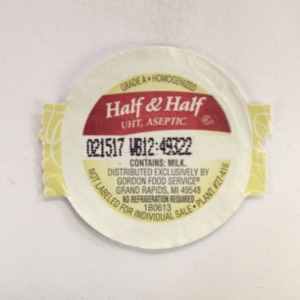 GRADE A • HOMOGENIZED
Half & Half
UHT, ASEPTIC
021517 WB12:49322
CONTAINS: MILK.
DISTRIBUTED EXCLUSIVELY BY
GORDON FOOD SERVICE®
GRAND RAPIDS, MI 49548
NO REFRIGERATION REQUIRED
1B0613
NOT LABELED FOR INDIVIDUAL SALE • PLANT #27-416